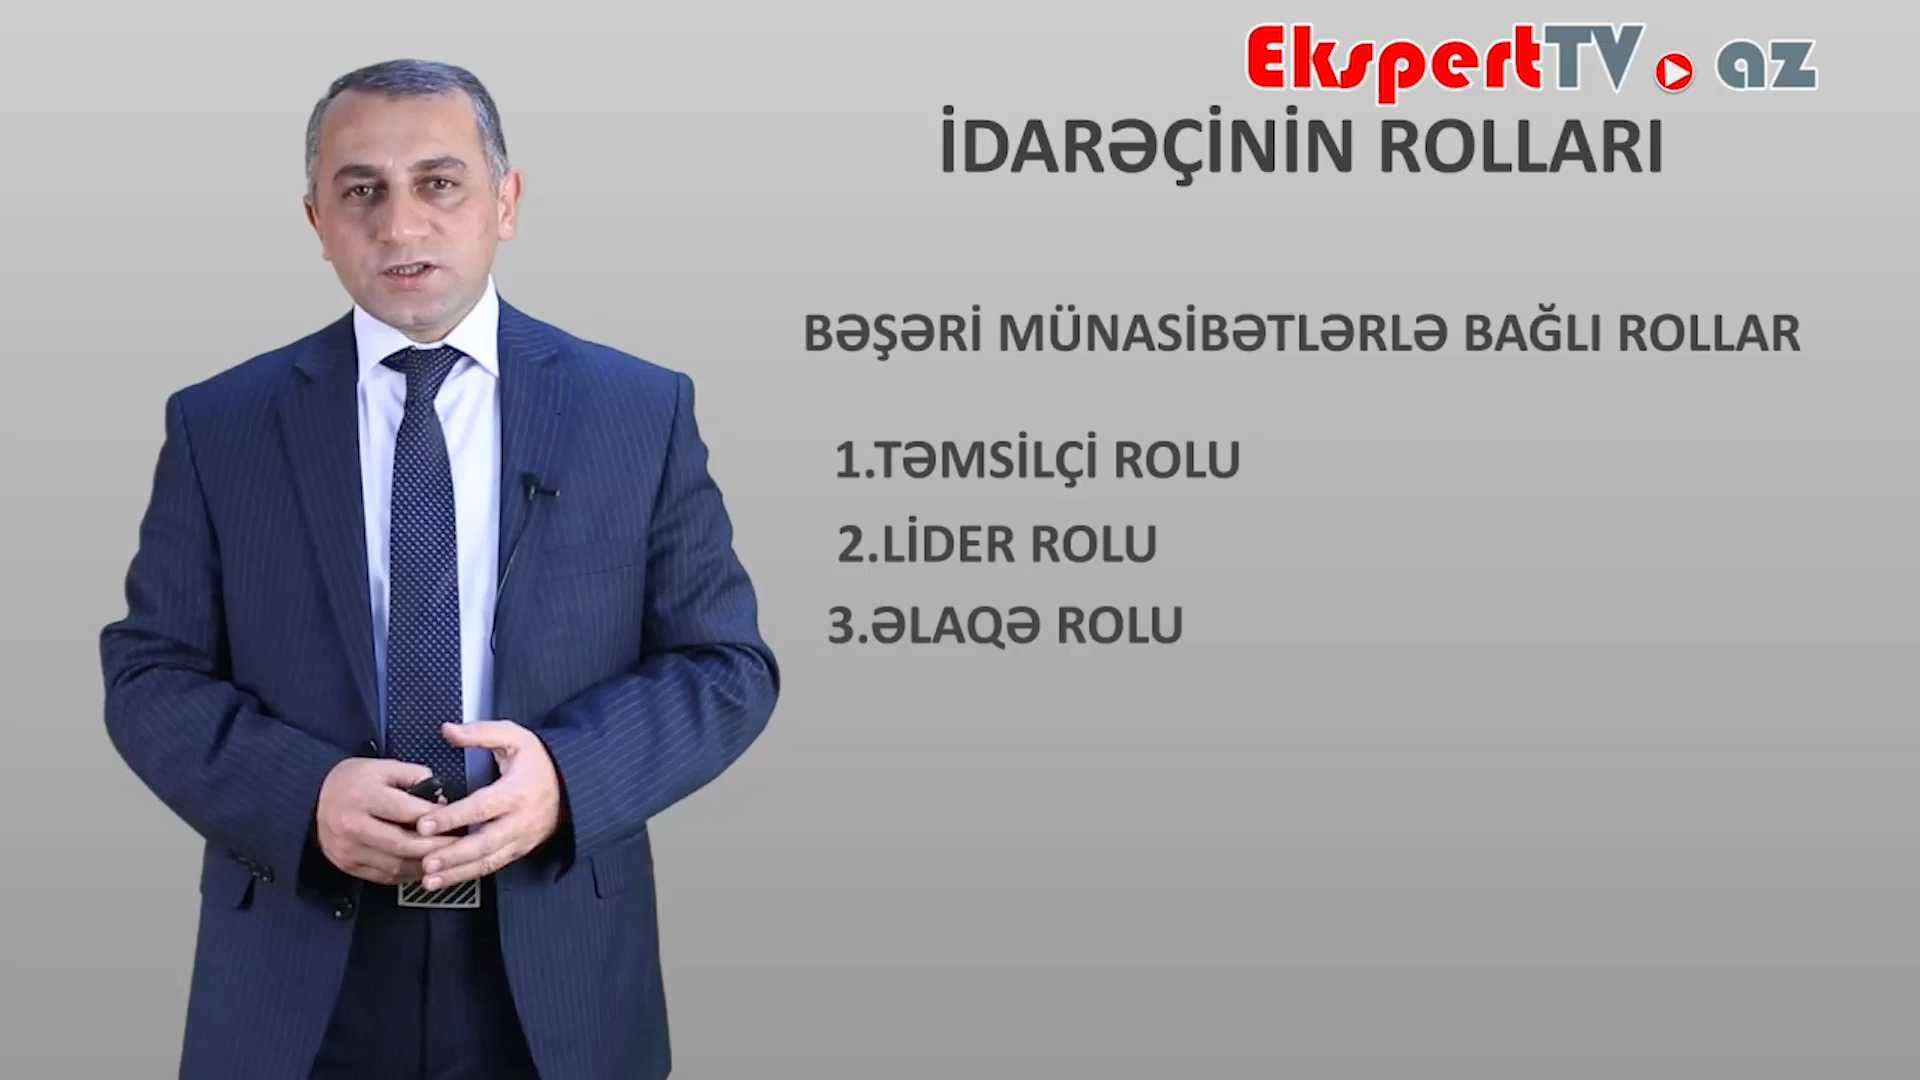 EkspertTV.az
İDARƏÇİNİN ROLLARI
BƏŞƏRİ MÜNASİBƏTLƏRLƏ BAĞLI ROLLAR
1.TƏMSİLÇİ ROLU
2.LİDER ROLU
3.ƏLAQƏ ROLU